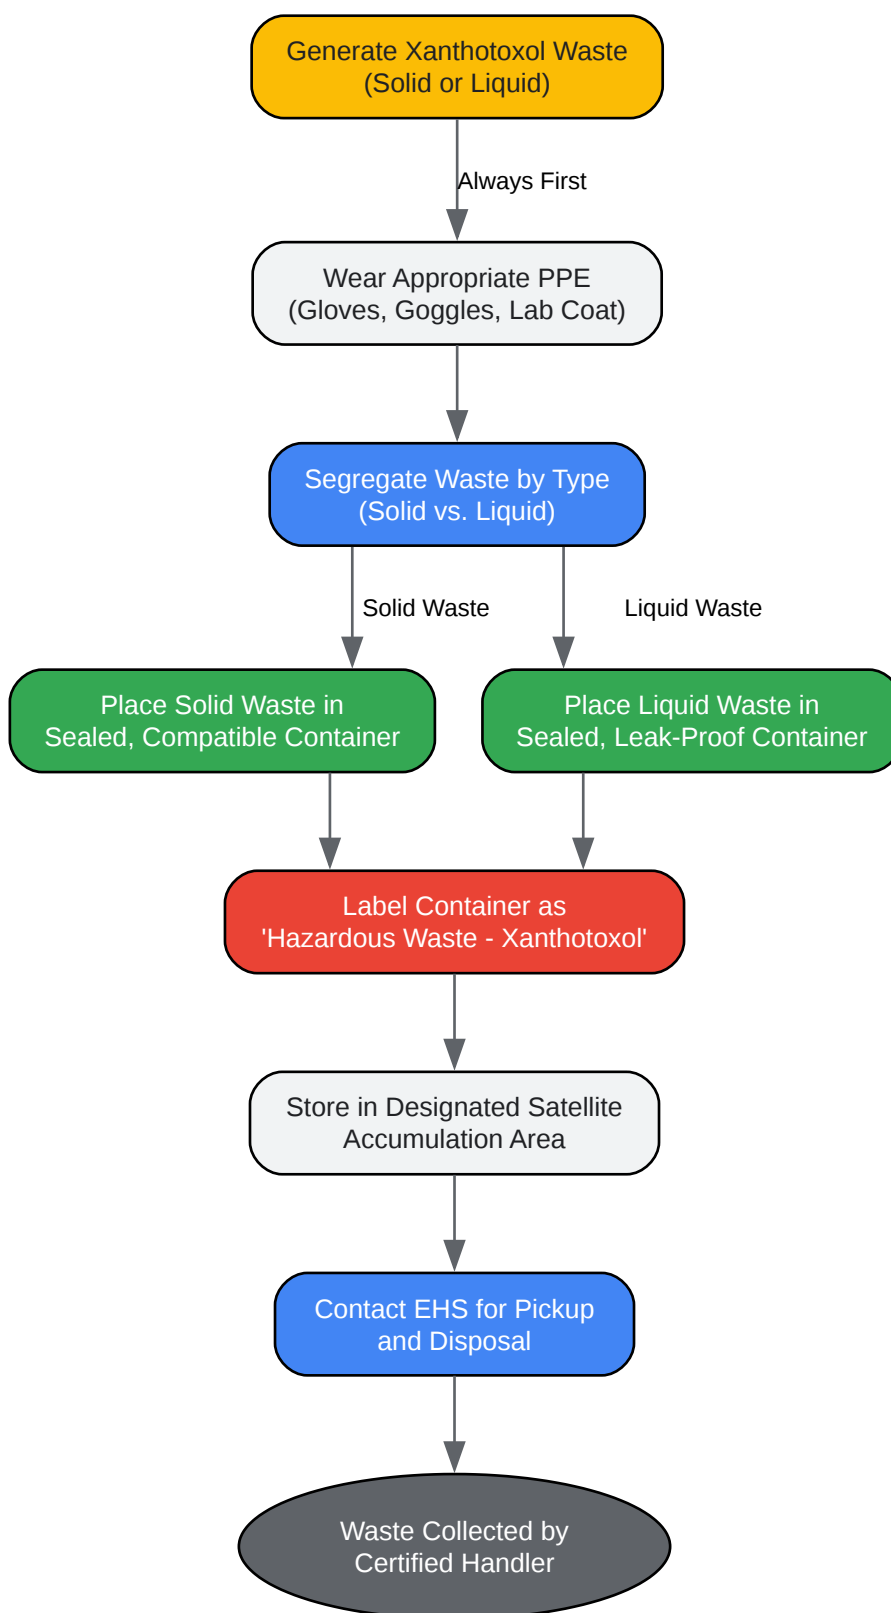 Generate Xanthotoxol Waste
(Solid or Liquid)
Always First
Wear Appropriate PPE
(Gloves, Goggles, Lab Coat)
Segregate Waste by Type
(Solid vs. Liquid)
Solid Waste
Liquid Waste
Place Solid Waste in
Sealed, Compatible Container
Place Liquid Waste in
Sealed, Leak-Proof Container
Label Container as
'Hazardous Waste - Xanthotoxol'
Store in Designated Satellite
Accumulation Area
Contact EHS for Pickup
and Disposal
Waste Collected by
Certified Handler